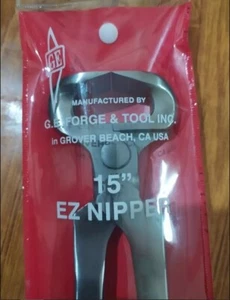 GE
MANUFACTURED BY
G.E FORGE & TOOL INC.
in GROVER BEACH, CA USA
15"
EZ NIPPER